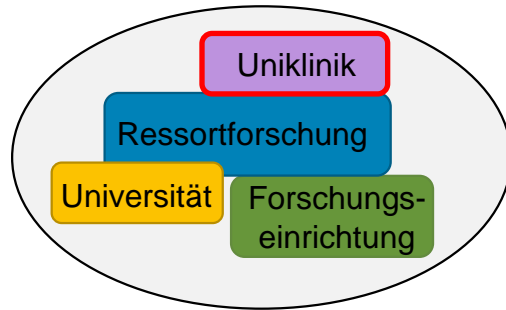 Uniklinik
Ressortforschung
Universität
Forschungs-
einrichtung